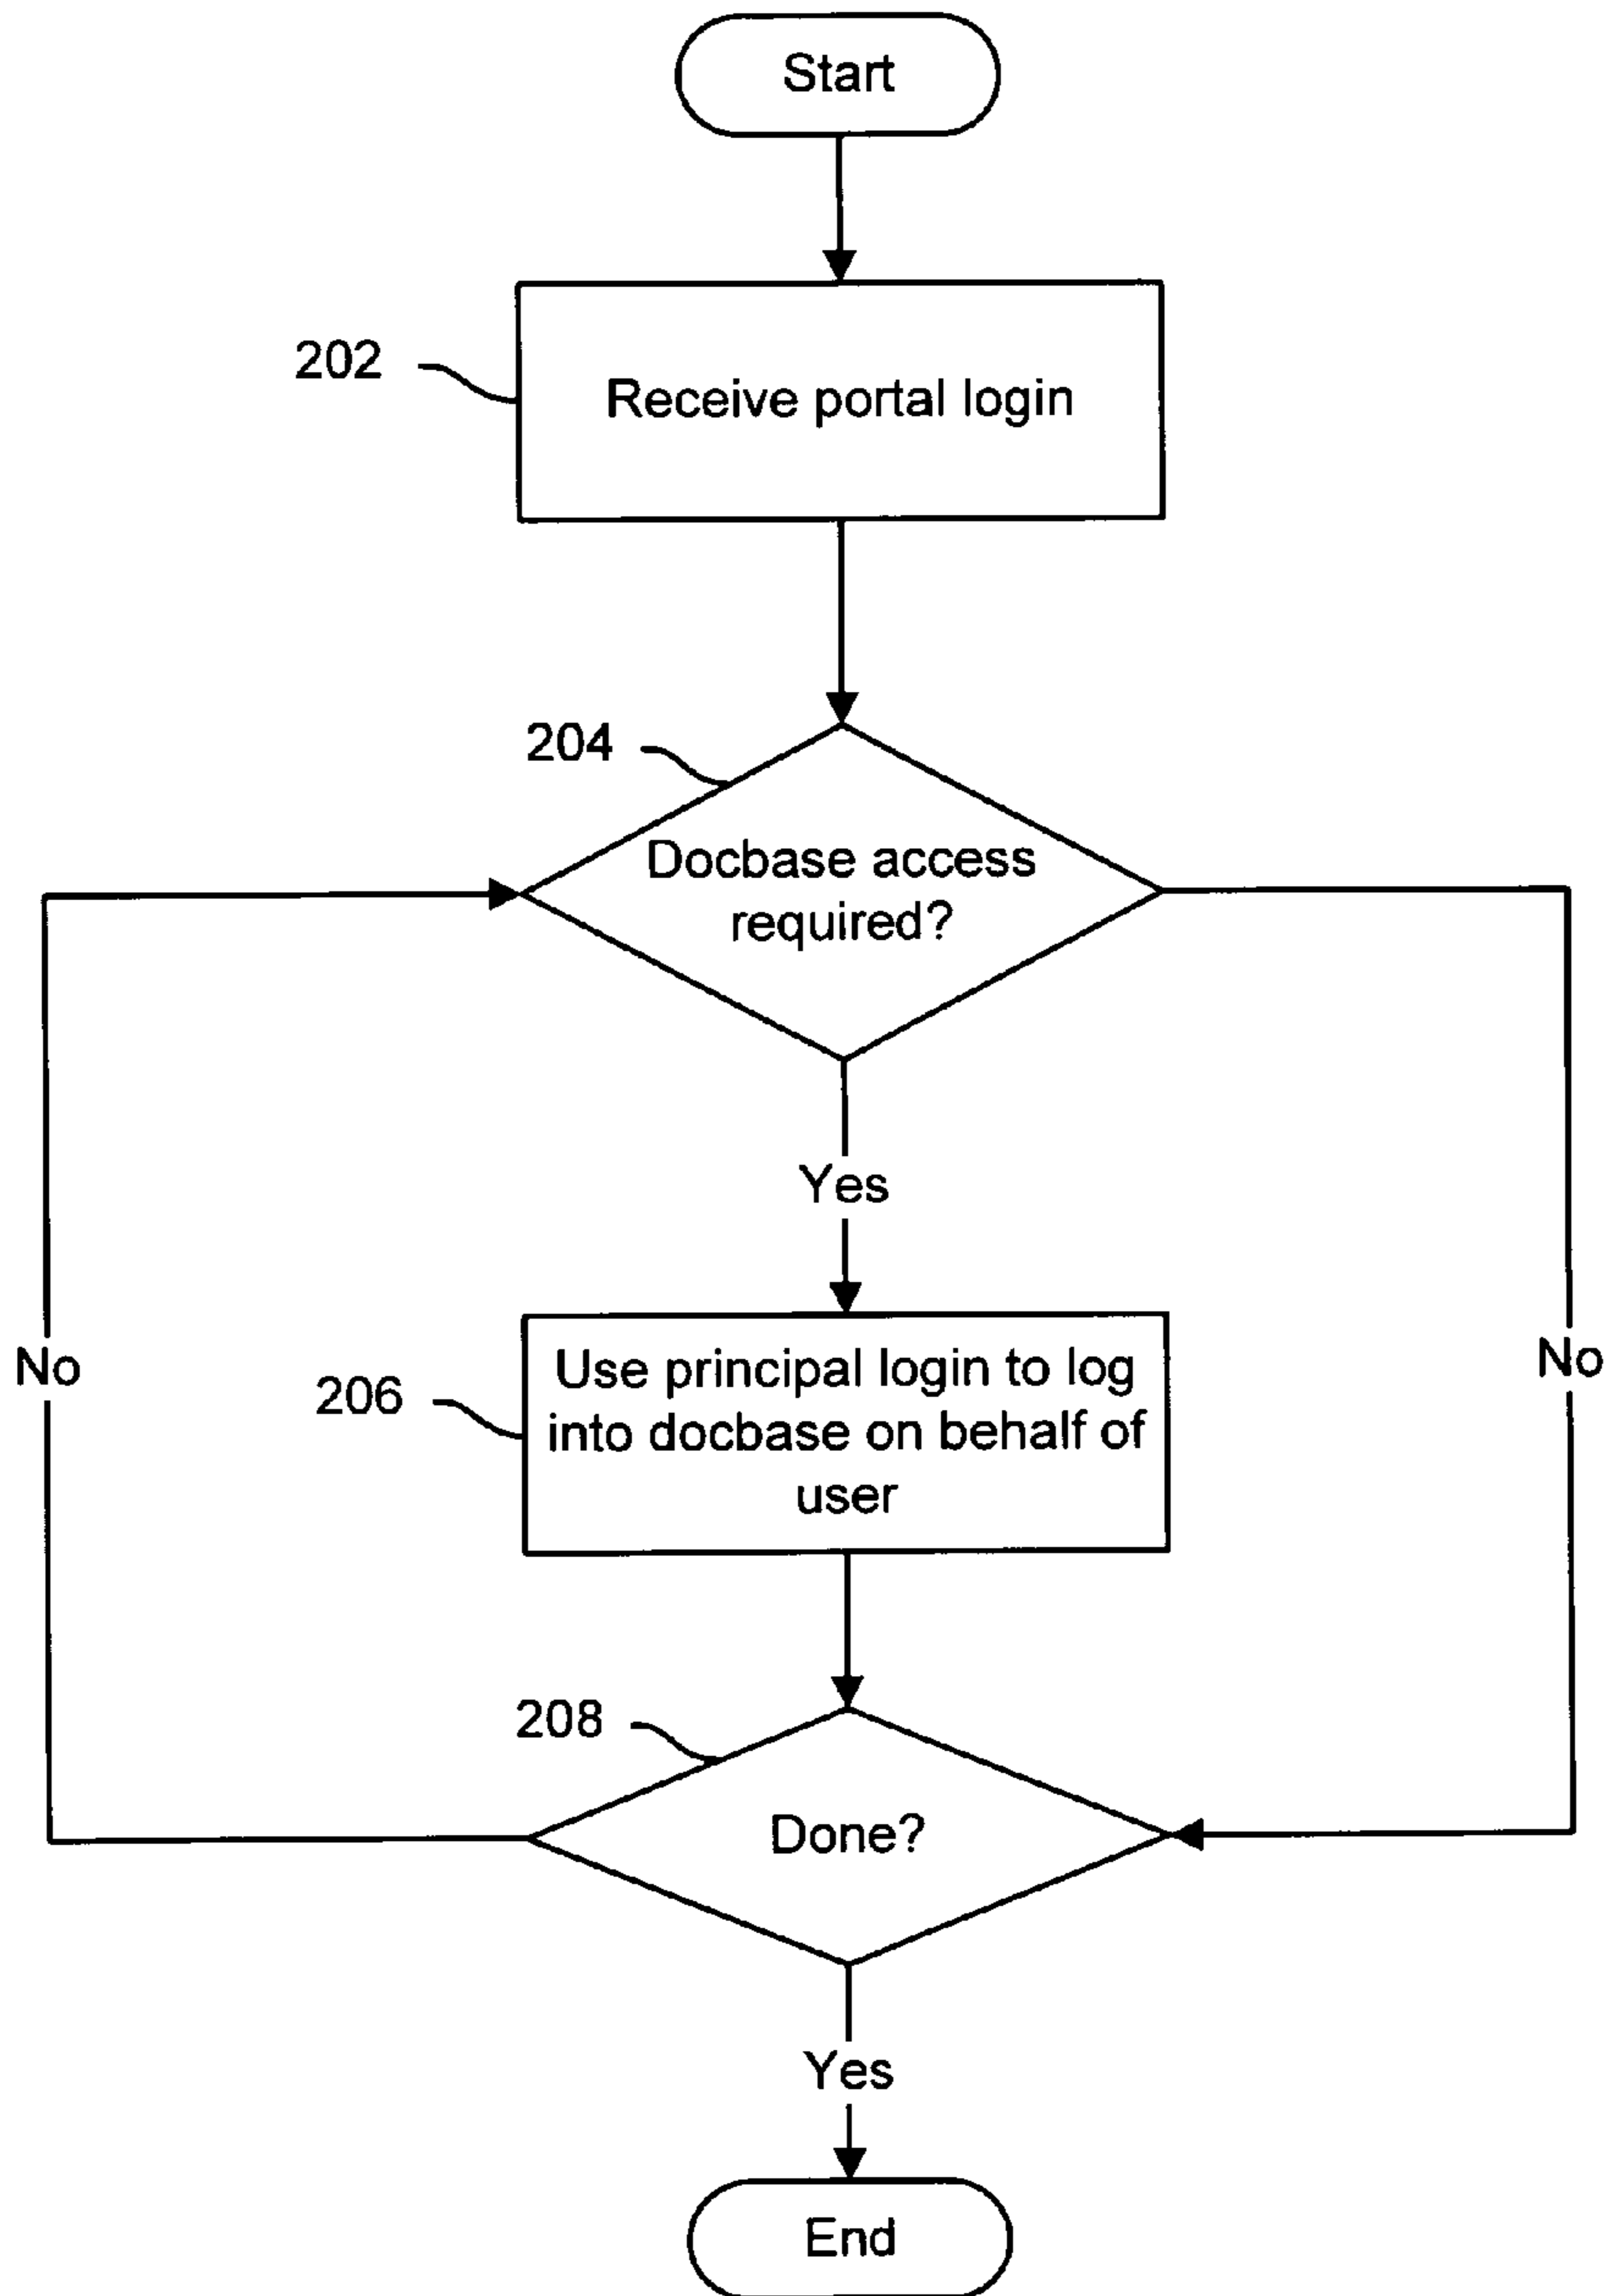 Start
202
Receive portal login
204
Docbase access
required?
Yes
No
No
206
Use principal login to log
into docbase on behalf of
user
208
Done?
Yes
End